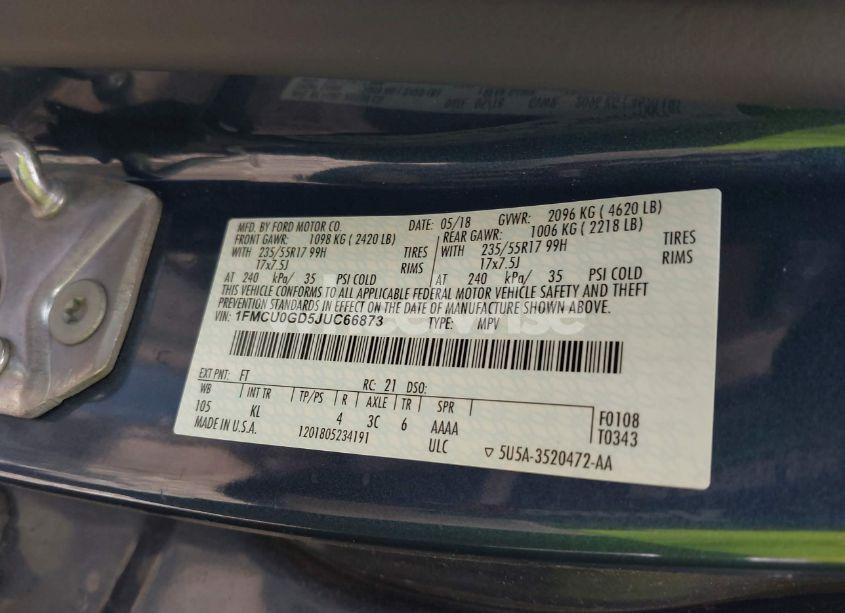 MFD. BY FORD MOTOR CO. DATE: 05/18 GVWR: 2096 KG ( 4620 LB)
FRONT GAWR: 1098 KG ( 2420 LB) REAR GAWR: 1006 KG ( 2218 LB)
WITH 235/55R17 99H TIRES WITH 235/55R17 99H TIRES
17x7.5J RIMS 17x7.5J RIMS
AT 240 kPa/ 35 PSI COLD AT 240 kPa/ 35 PSI COLD
THIS VEHICLE CONFORMS TO ALL APPLICABLE FEDERAL MOTOR VEHICLE SAFETY AND THEFT
PREVENTION STANDARDS IN EFFECT ON THE DATE OF MANUFACTURE SHOWN ABOVE.
VIN: 1FMCU0GD5JUC66873 TYPE: MPV
EXT PNT: FT RC: 21 DSO:
WB INT TR TP/PS R AXLE TR SPR
105 KL 4 3C 6 AAAA F0108
MADE IN U.S.A. 1201805234191 ULC ▽ 5U5A-3520472-AA T0343